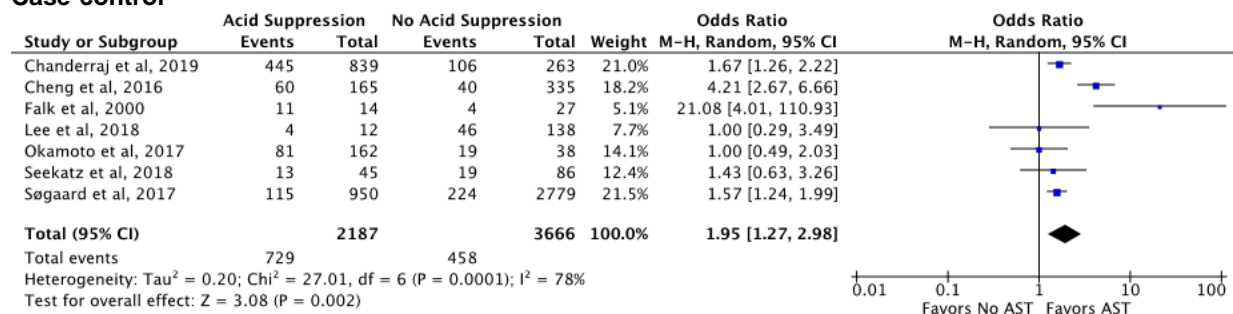 Case-control
Acid Suppression No Acid Suppression Odds Ratio Odds Ratio
Study or Subgroup Events Total Events Total Weight M-H, Random, 95% CI M-H, Random, 95% CI
Chanderraj et al, 2019 445 839 106 263 21.0% 1.67 [1.26, 2.22]
Cheng et al, 2016 60 165 40 335 18.2% 4.21 [2.67, 6.66]
Falk et al, 2000 11 14 4 27 5.1% 21.08 [4.01, 110.93]
Lee et al, 2018 4 12 46 138 7.7% 1.00 [0.29, 3.49]
Okamoto et al, 2017 81 162 19 38 14.1% 1.00 [0.49, 2.03]
Seekatz et al, 2018 13 45 19 86 12.4% 1.43 [0.63, 3.26]
Søgaard et al, 2017 115 950 224 2779 21.5% 1.57 [1.24, 1.99]
Total (95% CI) 2187 3666 100.0% 1.95 [1.27, 2.98]
Total events 729 458
Heterogeneity: Tau² = 0.20; Chi² = 27.01, df = 6 (P = 0.0001); I² = 78%
Test for overall effect: Z = 3.08 (P = 0.002)
0.01 0.1 1 10 100
Favors No AST Favors AST